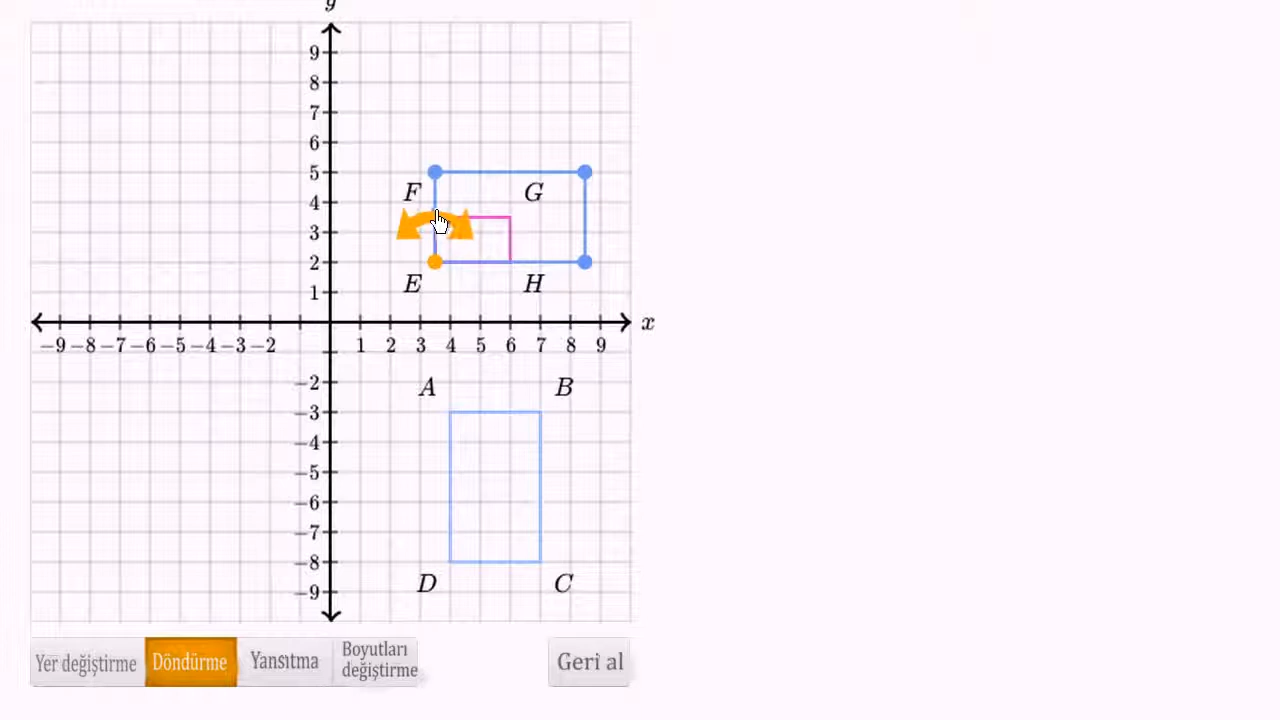 y
9
8
7
6
5
F G
4
3
2
E H
1
x
−9 −8 −7 −6 −5 −4 −3 −2 1 2 3 4 5 6 7 8 9
−2 A B
−3
−4
−5
−6
−7
−8
−9 D C
Yer değiştirme Döndürme Yansıtma Boyutları değiştirme Geri al